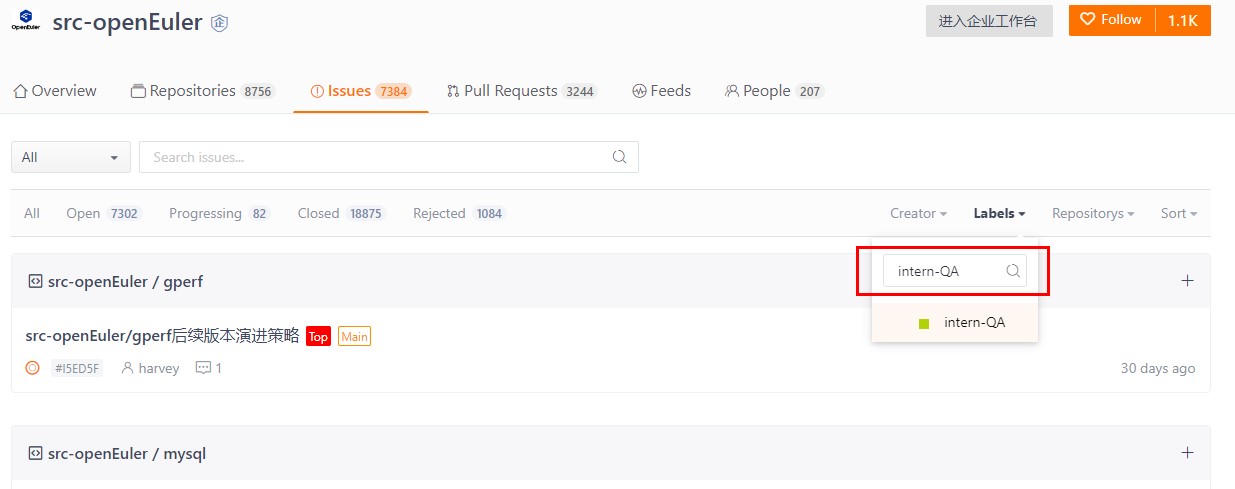 OpenEuler
src-openEuler 企
进入企业工作台
Follow 1.1K
Overview Repositories 8756 Issues 7384 Pull Requests 3244 Feeds People 207
All Search issues...
All Open 7302 Progressing 82 Closed 18875 Rejected 1084 Creator Labels Repositorys Sort
intern-QA
intern-QA
src-openEuler / gperf
src-openEuler/gperf后续版本演进策略 Top Main
#I5ED5F harvey 1 30 days ago
src-openEuler / mysql